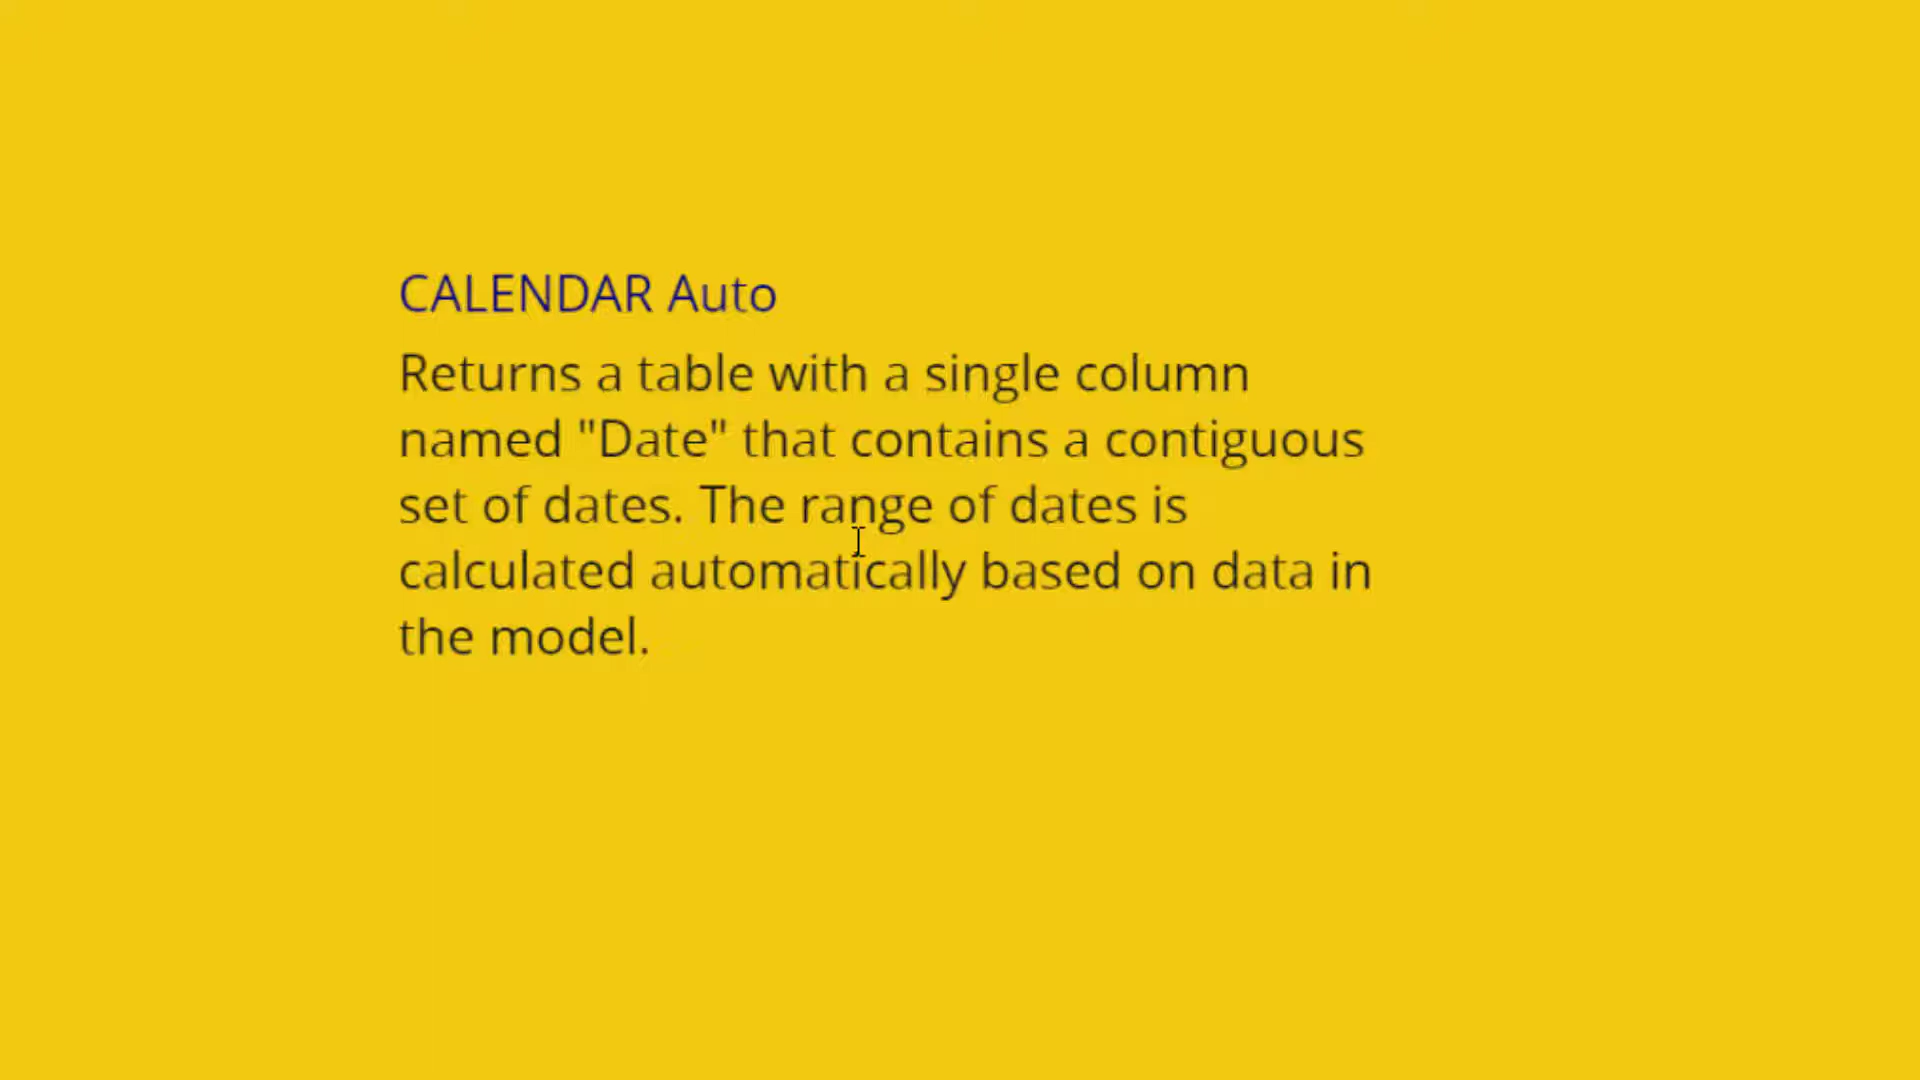 CALENDAR Auto
Returns a table with a single column
named "Date" that contains a contiguous
set of dates. The range of dates is
calculated automatically based on data in
the model.